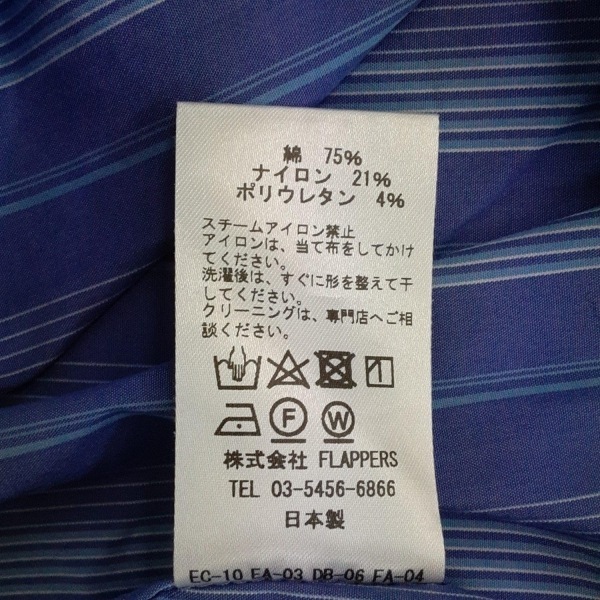 綿 75%
ナイロン 21%
ポリウレタン 4%
スチームアイロン禁止
アイロンは、当て布をしてかけ
てください。
洗濯後は、すぐに形を整えて干
してください。
クリーニングは、専門店へご相
談ください。
F W
株式会社 FLAPPERS
TEL 03-5456-6866
日本製
EC-10 EA-03 DB-06 FA-04